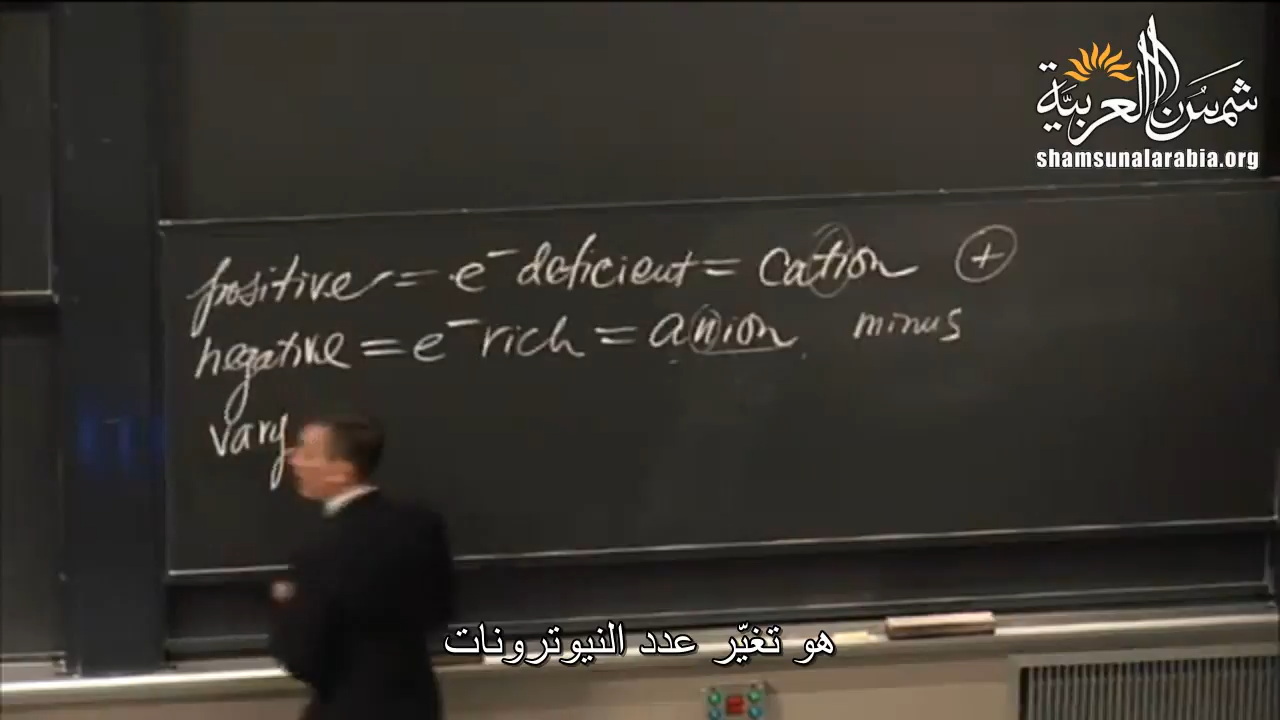 شمس العربية
shamsunalarabia.org
positive = e⁻ deficient = cation +
negative = e⁻ rich = anion minus
vary
هو تغيّر عدد النيوترونات